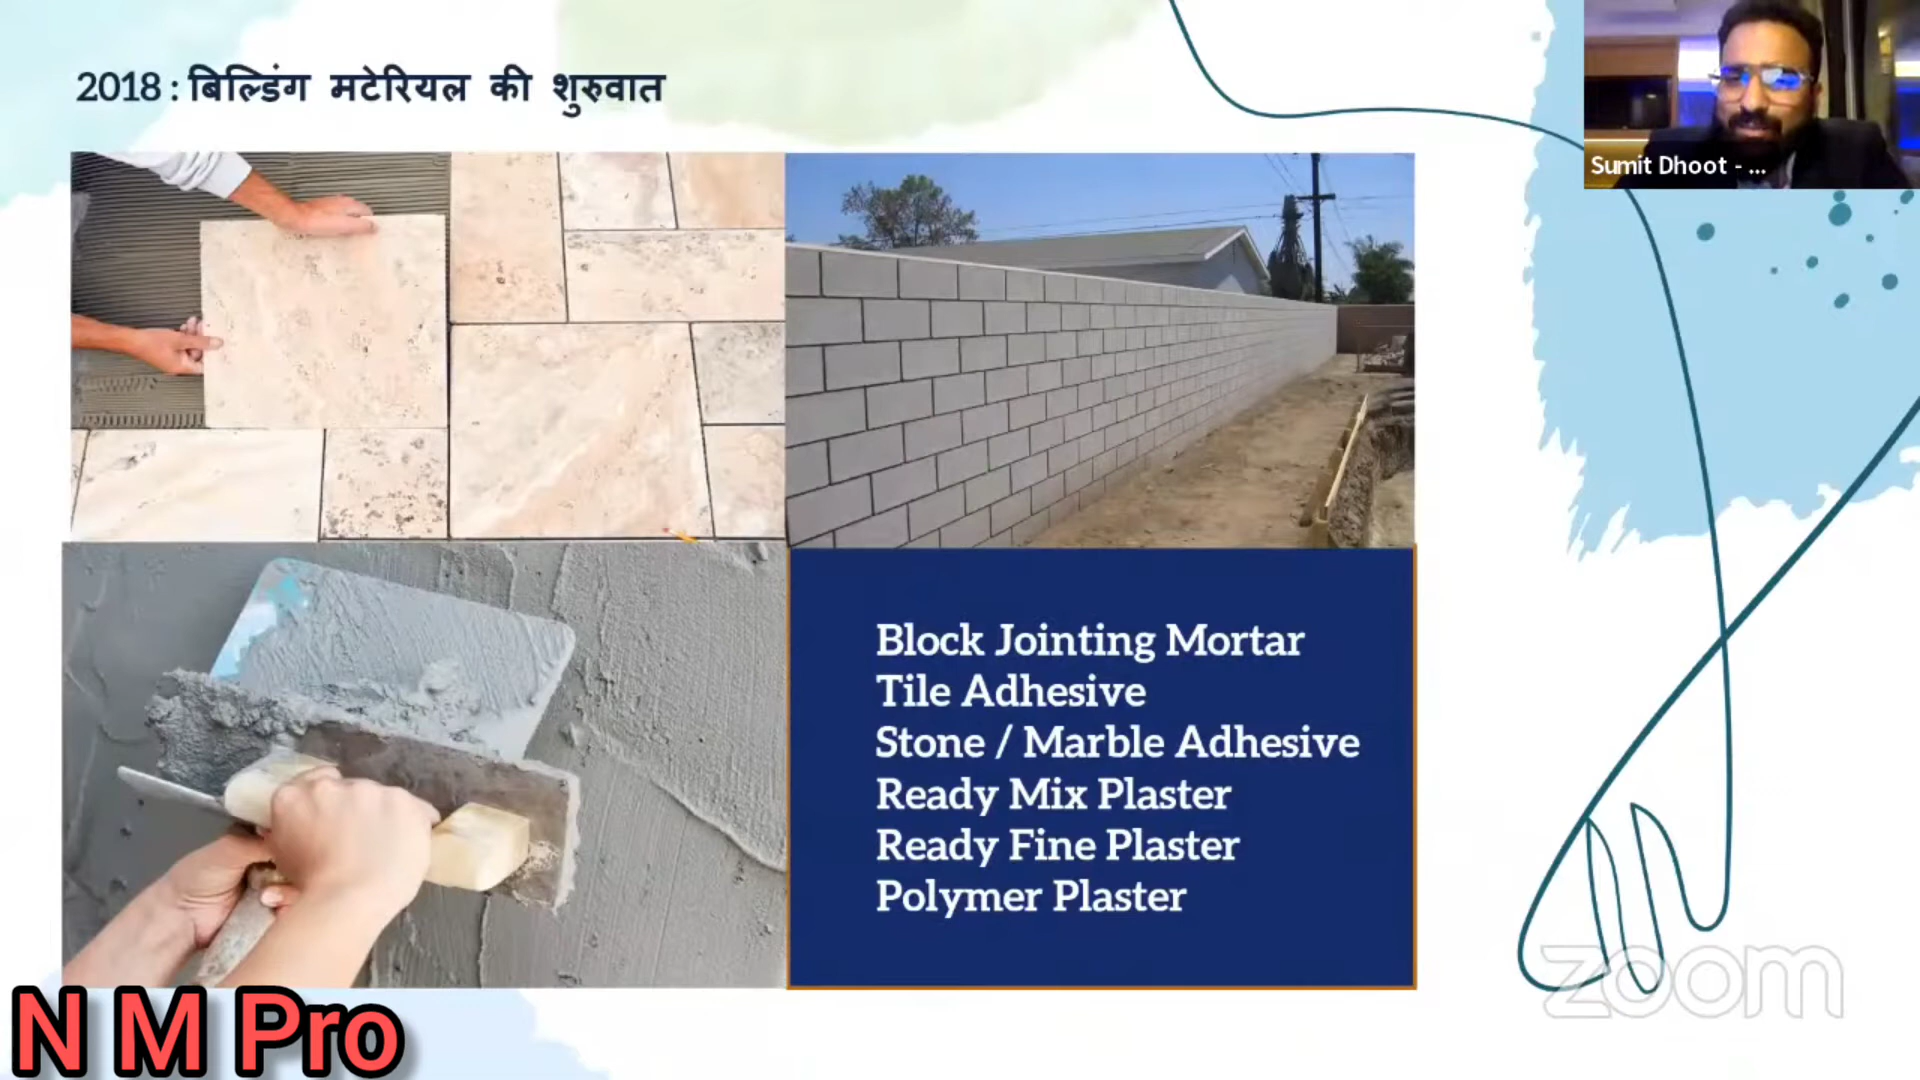 2018 : बिल्डिंग मटेरियल की शुरुवात
Sumit Dhoot - ...
Block Jointing Mortar
Tile Adhesive
Stone / Marble Adhesive
Ready Mix Plaster
Ready Fine Plaster
Polymer Plaster
zoom
N M Pro